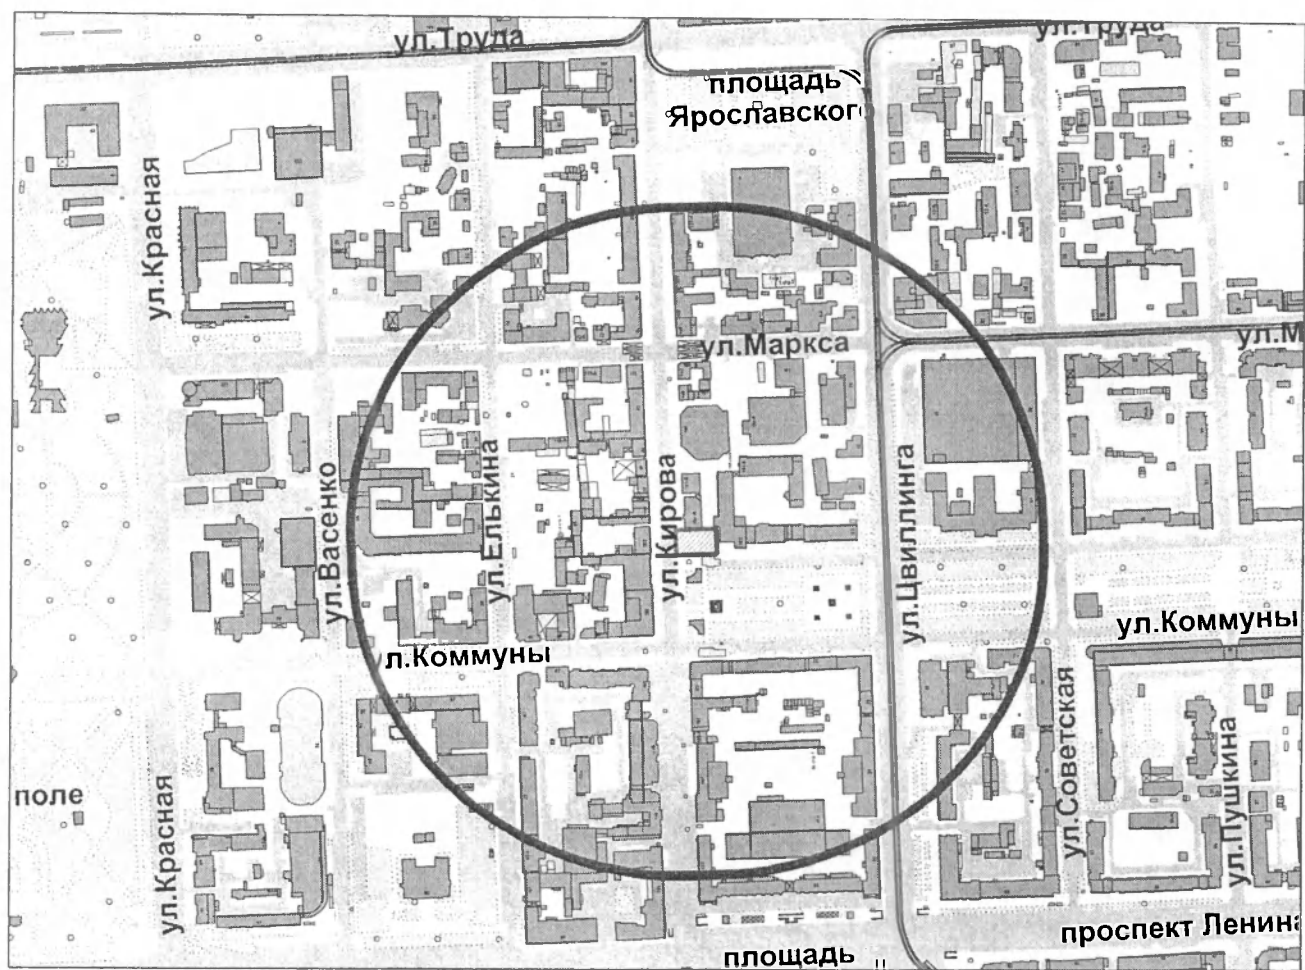 ул.Труда
ул.Труда
площадь
Ярославског
ул.Красная
ул.Маркса
ул.М
ул.Васенко
ул.Елькина
ул.Кирова
ул.Цвиллинга
ул.Коммуны
л.Коммуны
ул.Советская
ул.Пушкина
поле
ул.Красная
проспект Ленина
площадь